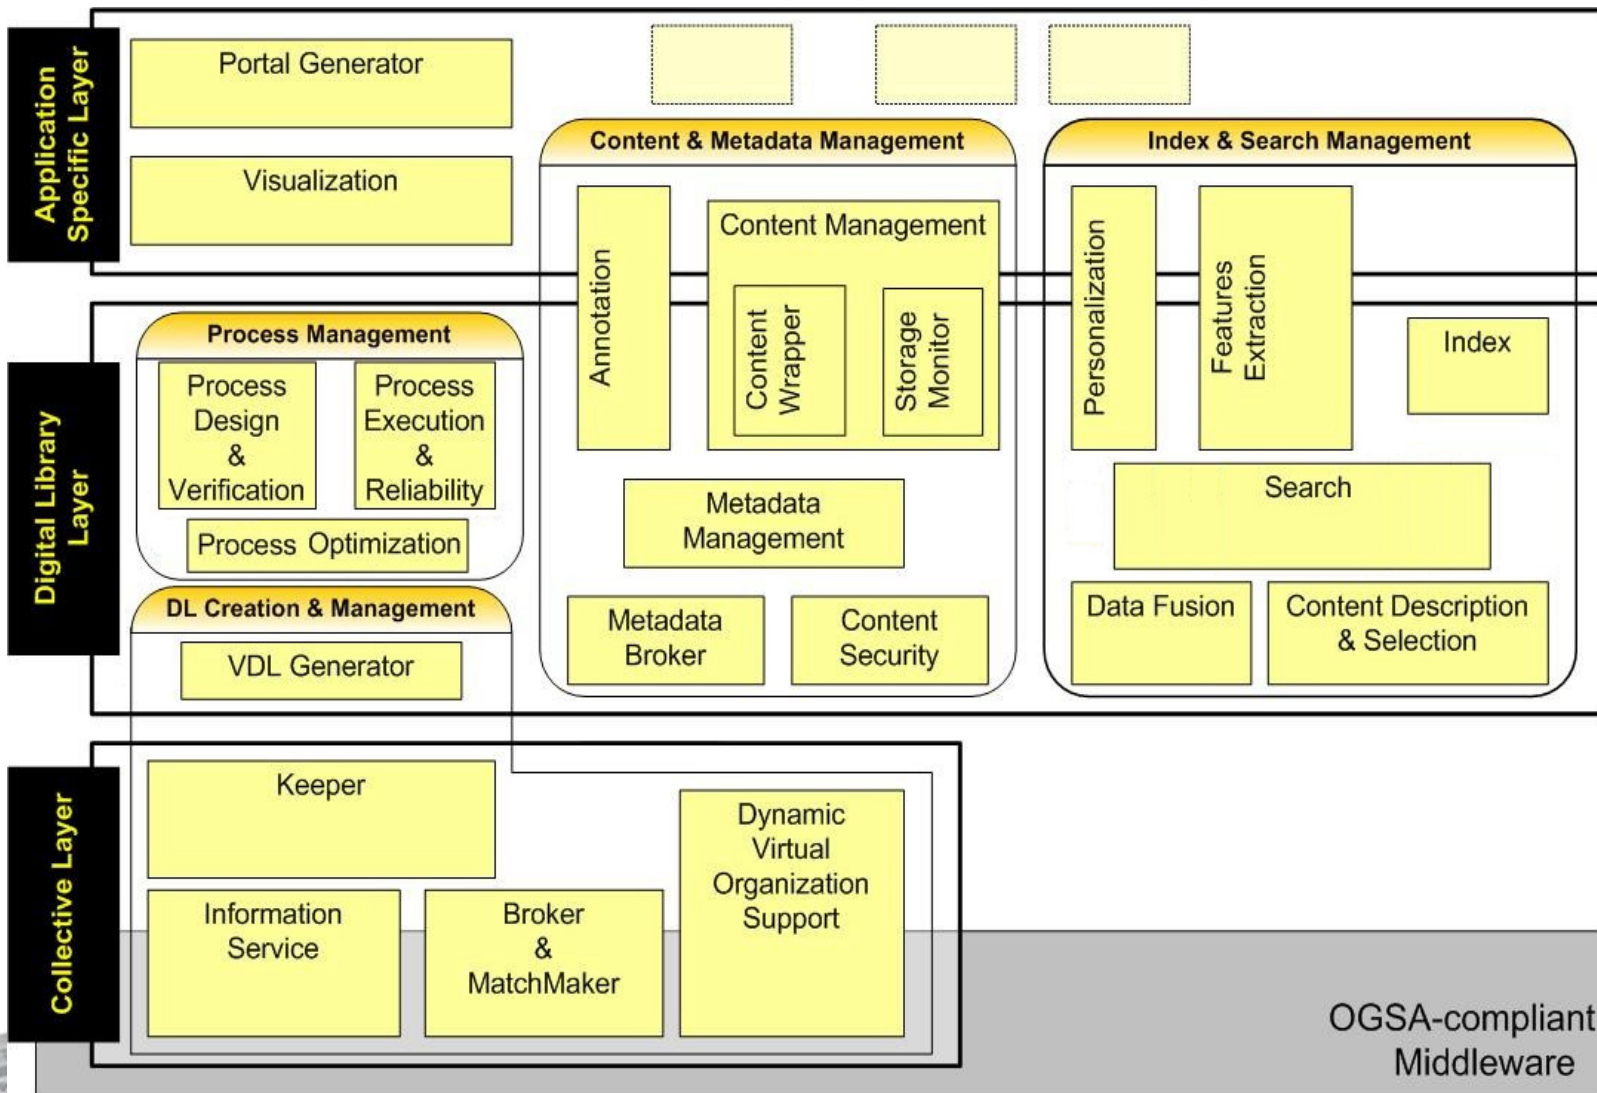 Application
Specific Layer
Portal Generator
Visualization
Content & Metadata Management
Annotation
Content Management
Content
Wrapper
Storage
Monitor
Metadata
Management
Metadata
Broker
Content
Security
Index & Search Management
Personalization
Features
Extraction
Index
Search
Data Fusion
Content Description
& Selection
Digital Library
Layer
Process Management
Process
Design
&
Verification
Process
Execution
&
Reliability
Process Optimization
DL Creation & Management
VDL Generator
Collective Layer
Keeper
Information
Service
Broker
&
MatchMaker
Dynamic
Virtual
Organization
Support
OGSA-compliant
Middleware